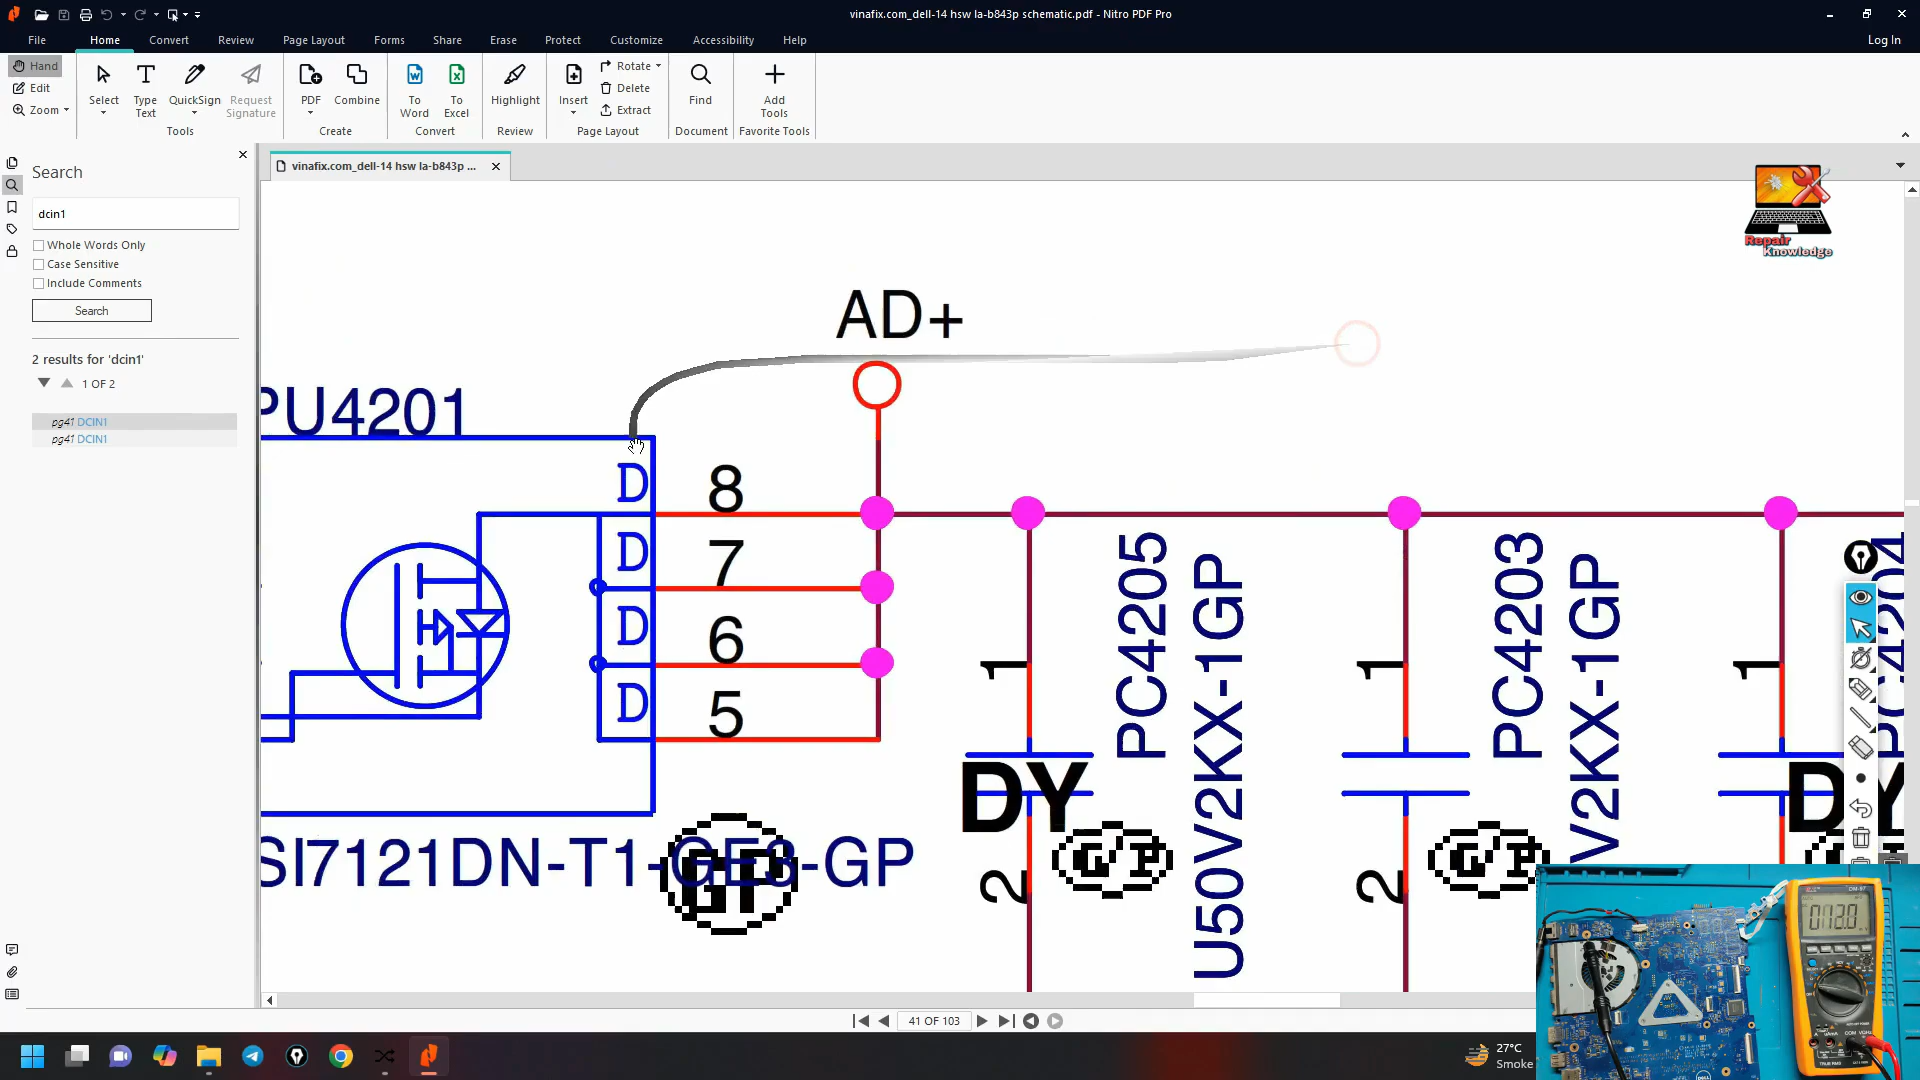 vinafix.com_dell-14 hsw la-b843p schematic.pdf - Nitro PDF Pro
File Home Convert Review Page Layout Forms Share Erase Protect Customize Accessibility Help
Log In
Hand
Edit
Zoom
Select
Type Text
QuickSign
Request Signature
Tools
PDF
Combine
Create
To Word
To Excel
Convert
Highlight
Review
Insert
Rotate
Delete
Extract
Page Layout
Find
Document
Add Tools
Favorite Tools
Search
dcin1
Whole Words Only
Case Sensitive
Include Comments
Search
2 results for 'dcin1'
1 OF 2
pg41 DCIN1
pg41 DCIN1
vinafix.com_dell-14 hsw la-b843p ...
Repair Knowledge
AD+
PU4201
D 8
D 7
D 6
D 5
SI7121DN-T1-GE3-GP
GP
1
DY
2
PC4205
U50V2KX-1GP
1
2
PC4203
V2KX-1GP
1
PC4204
41 OF 103
27°C
Smoke